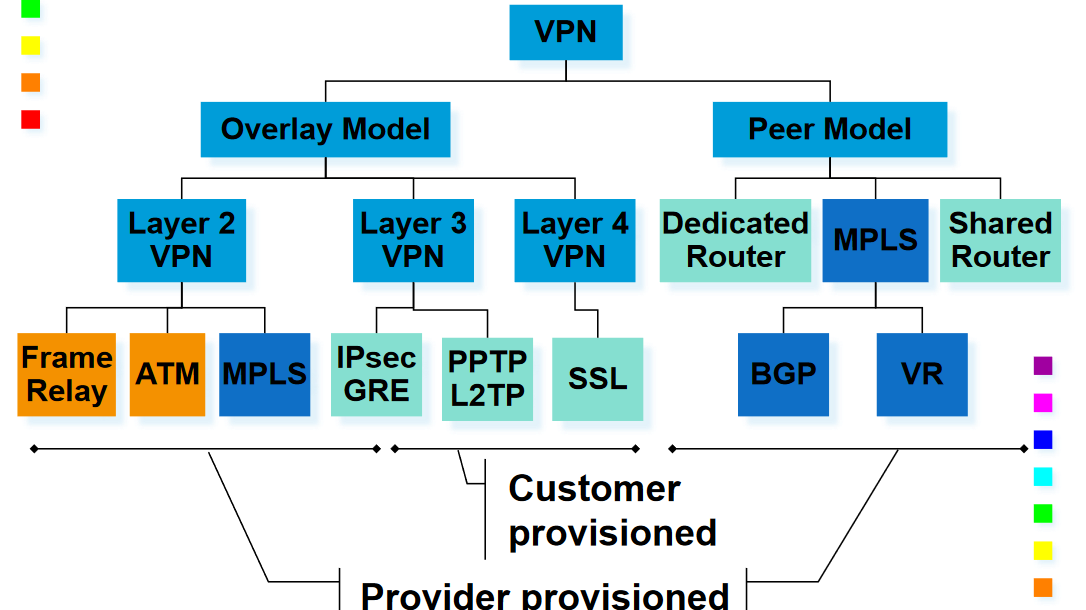 VPN
Overlay Model
Peer Model
Layer 2
VPN
Layer 3
VPN
Layer 4
VPN
Dedicated
Router
MPLS
Shared
Router
Frame
Relay
ATM
MPLS
IPsec
GRE
PPTP
L2TP
SSL
BGP
VR
Customer
provisioned
Provider provisioned